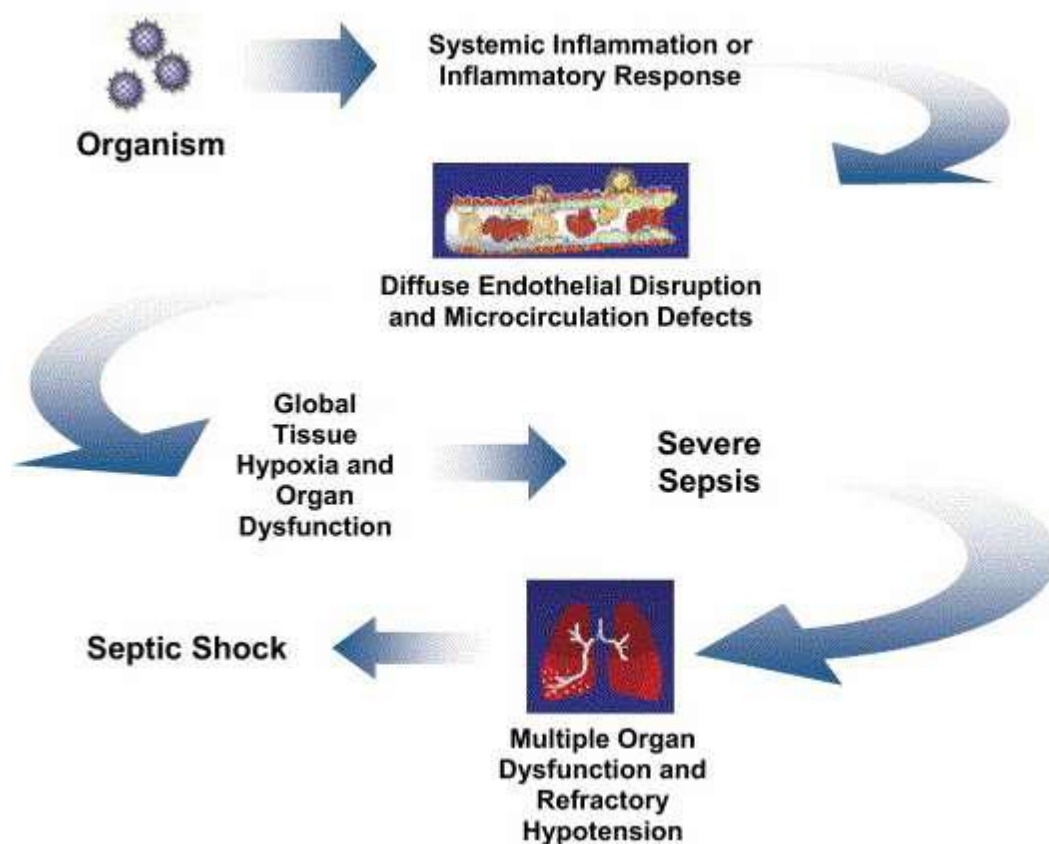 Organism
Systemic Inflammation or
Inflammatory Response
Diffuse Endothelial Disruption
and Microcirculation Defects
Global
Tissue
Hypoxia and
Organ
Dysfunction
Severe
Sepsis
Multiple Organ
Dysfunction and
Refractory
Hypotension
Septic Shock